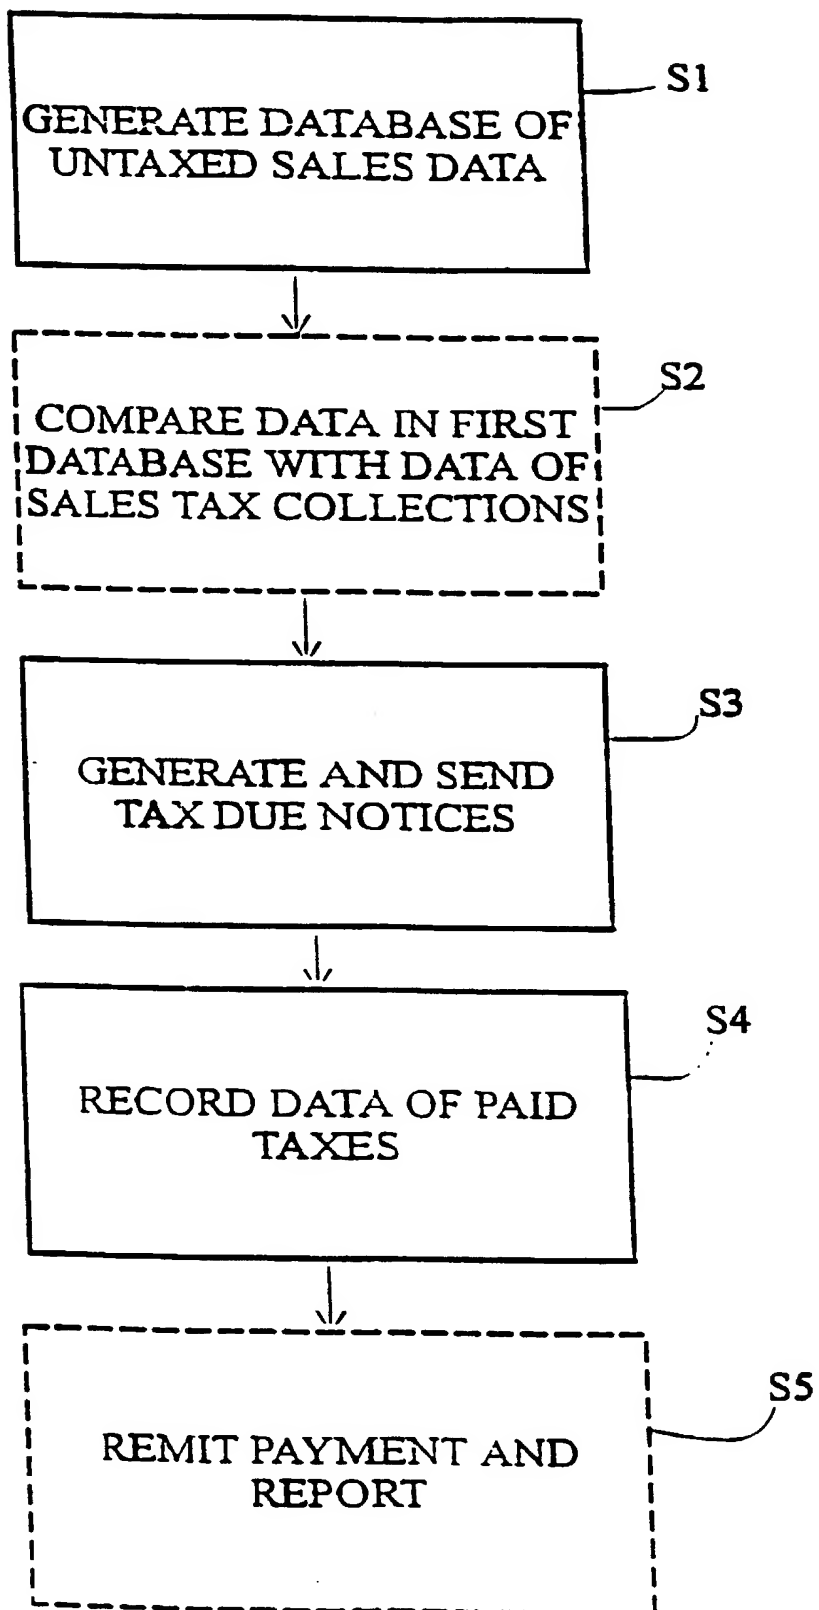 S1
GENERATE DATABASE OF
UNTAXED SALES DATA
S2
COMPARE DATA IN FIRST
DATABASE WITH DATA OF
SALES TAX COLLECTIONS
S3
GENERATE AND SEND
TAX DUE NOTICES
S4
RECORD DATA OF PAID
TAXES
S5
REMIT PAYMENT AND
REPORT